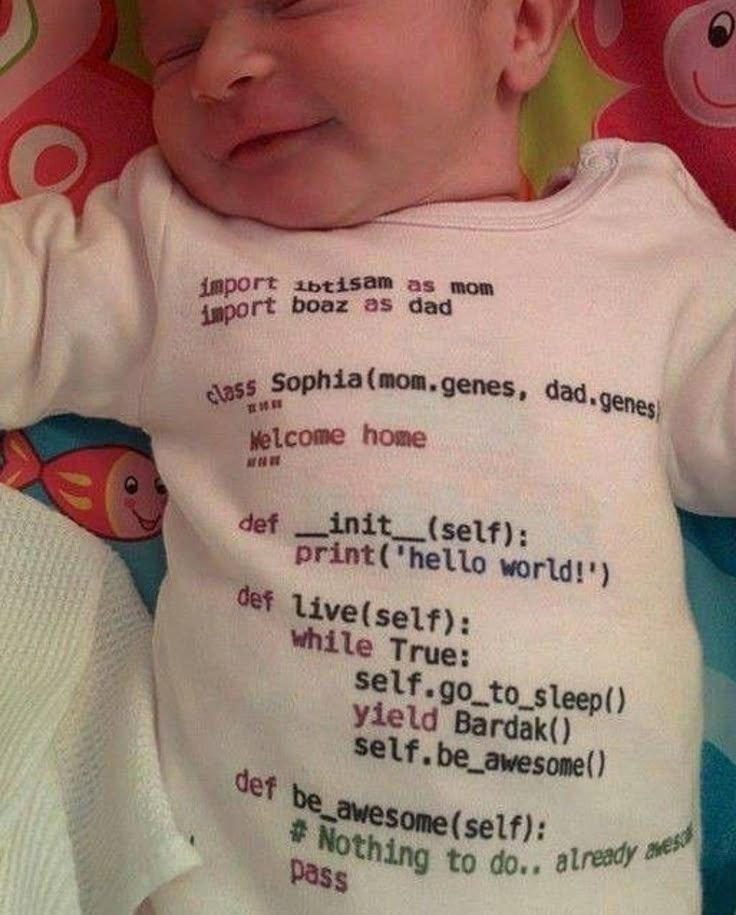 import ibtisam as mom
import boaz as dad
class Sophia(mom.genes, dad.genes)
"""
Welcome home
"""
def __init__(self):
print('hello world!')
def live(self):
while True:
self.go_to_sleep()
yield Bardak()
self.be_awesome()
def be_awesome(self):
# Nothing to do.. already
pass